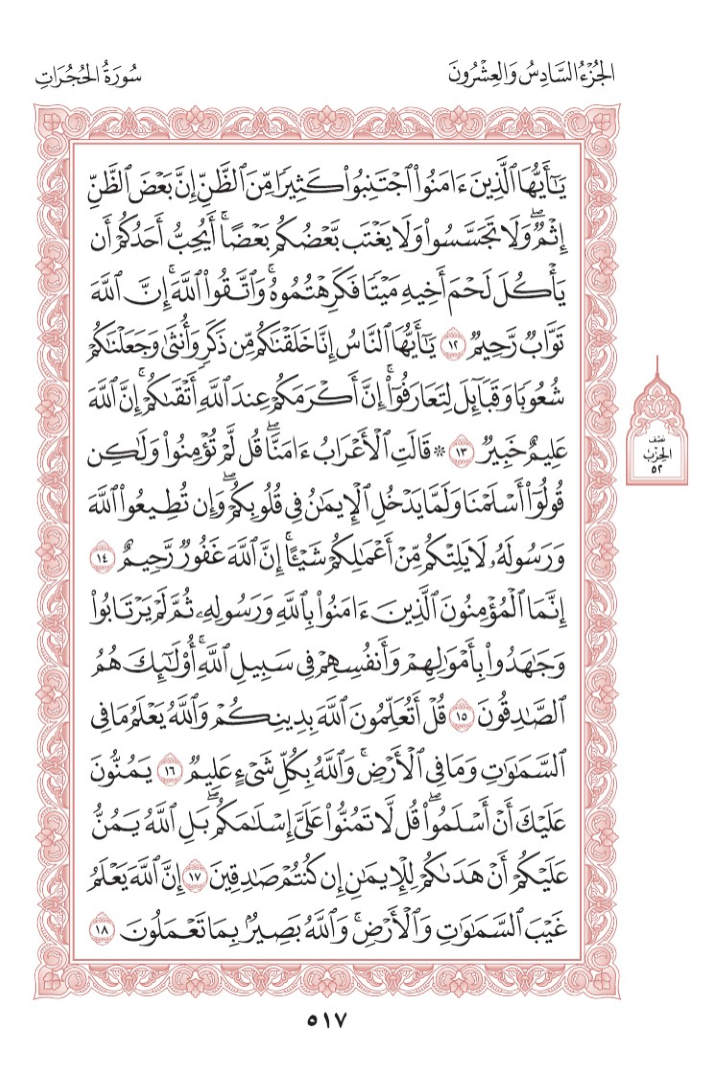 الجُزْءُ السَّادِسُ وَالعِشْرُونَ
سُورَةُ الحُجُرَاتِ
يَٰٓأَيُّهَا ٱلَّذِينَ ءَامَنُوا۟ ٱجْتَنِبُوا۟ كَثِيرًا مِّنَ ٱلظَّنِّ إِنَّ بَعْضَ ٱلظَّنِّ
إِثْمٌ ۖ وَلَا تَجَسَّسُوا۟ وَلَا يَغْتَب بَّعْضُكُم بَعْضًا ۚ أَيُحِبُّ أَحَدُكُمْ أَن
يَأْكُلَ لَحْمَ أَخِيهِ مَيْتًا فَكَرِهْتُمُوهُ ۚ وَٱتَّقُوا۟ ٱللَّهَ ۚ إِنَّ ٱللَّهَ
تَوَّابٌ رَّحِيمٌ ١٢ يَٰٓأَيُّهَا ٱلنَّاسُ إِنَّا خَلَقْنَٰكُم مِّن ذَكَرٍ وَأُنثَىٰ وَجَعَلْنَٰكُمْ
شُعُوبًا وَقَبَآئِلَ لِتَعَارَفُوٓا۟ ۚ إِنَّ أَكْرَمَكُمْ عِندَ ٱللَّهِ أَتْقَىٰكُمْ ۚ إِنَّ ٱللَّهَ
عَلِيمٌ خَبِيرٌ ١٣ ۞ قَالَتِ ٱلْأَعْرَابُ ءَامَنَّا ۖ قُل لَّمْ تُؤْمِنُوا۟ وَلَٰكِن
قُولُوٓا۟ أَسْلَمْنَا وَلَمَّا يَدْخُلِ ٱلْإِيمَٰنُ فِى قُلُوبِكُمْ ۖ وَإِن تُطِيعُوا۟ ٱللَّهَ
وَرَسُولَهُۥ لَا يَلِتْكُم مِّنْ أَعْمَٰلِكُمْ شَيْـًٔا ۚ إِنَّ ٱللَّهَ غَفُورٌ رَّحِيمٌ ١٤
إِنَّمَا ٱلْمُؤْمِنُونَ ٱلَّذِينَ ءَامَنُوا۟ بِٱللَّهِ وَرَسُولِهِۦ ثُمَّ لَمْ يَرْتَابُوا۟
وَجَٰهَدُوا۟ بِأَمْوَٰلِهِمْ وَأَنفُسِهِمْ فِى سَبِيلِ ٱللَّهِ ۚ أُو۟لَٰٓئِكَ هُمُ
ٱلصَّٰدِقُونَ ١٥ قُلْ أَتُعَلِّمُونَ ٱللَّهَ بِدِينِكُمْ وَٱللَّهُ يَعْلَمُ مَا فِى
ٱلسَّمَٰوَٰتِ وَمَا فِى ٱلْأَرْضِ ۚ وَٱللَّهُ بِكُلِّ شَىْءٍ عَلِيمٌ ١٦ يَمُنُّونَ
عَلَيْكَ أَنْ أَسْلَمُوا۟ ۖ قُل لَّا تَمُنُّوا۟ عَلَىَّ إِسْلَٰمَكُم ۖ بَلِ ٱللَّهُ يَمُنُّ
عَلَيْكُمْ أَنْ هَدَىٰكُمْ لِلْإِيمَٰنِ إِن كُنتُمْ صَٰدِقِينَ ١٧ إِنَّ ٱللَّهَ يَعْلَمُ
غَيْبَ ٱلسَّمَٰوَٰتِ وَٱلْأَرْضِ ۚ وَٱللَّهُ بَصِيرٌۢ بِمَا تَعْمَلُونَ ١٨
نصف
الحزب
٥٢
٥١٧